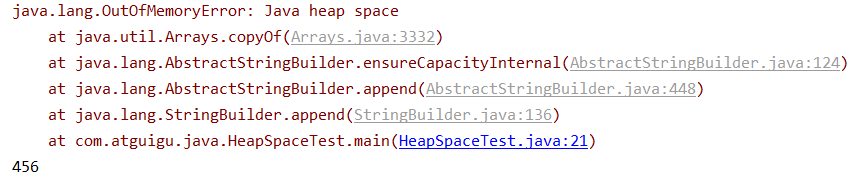 java.lang.OutOfMemoryError: Java heap space
at java.util.Arrays.copyOf(Arrays.java:3332)
at java.lang.AbstractStringBuilder.ensureCapacityInternal(AbstractStringBuilder.java:124)
at java.lang.AbstractStringBuilder.append(AbstractStringBuilder.java:448)
at java.lang.StringBuilder.append(StringBuilder.java:136)
at com.atguigu.java.HeapSpaceTest.main(HeapSpaceTest.java:21)
456